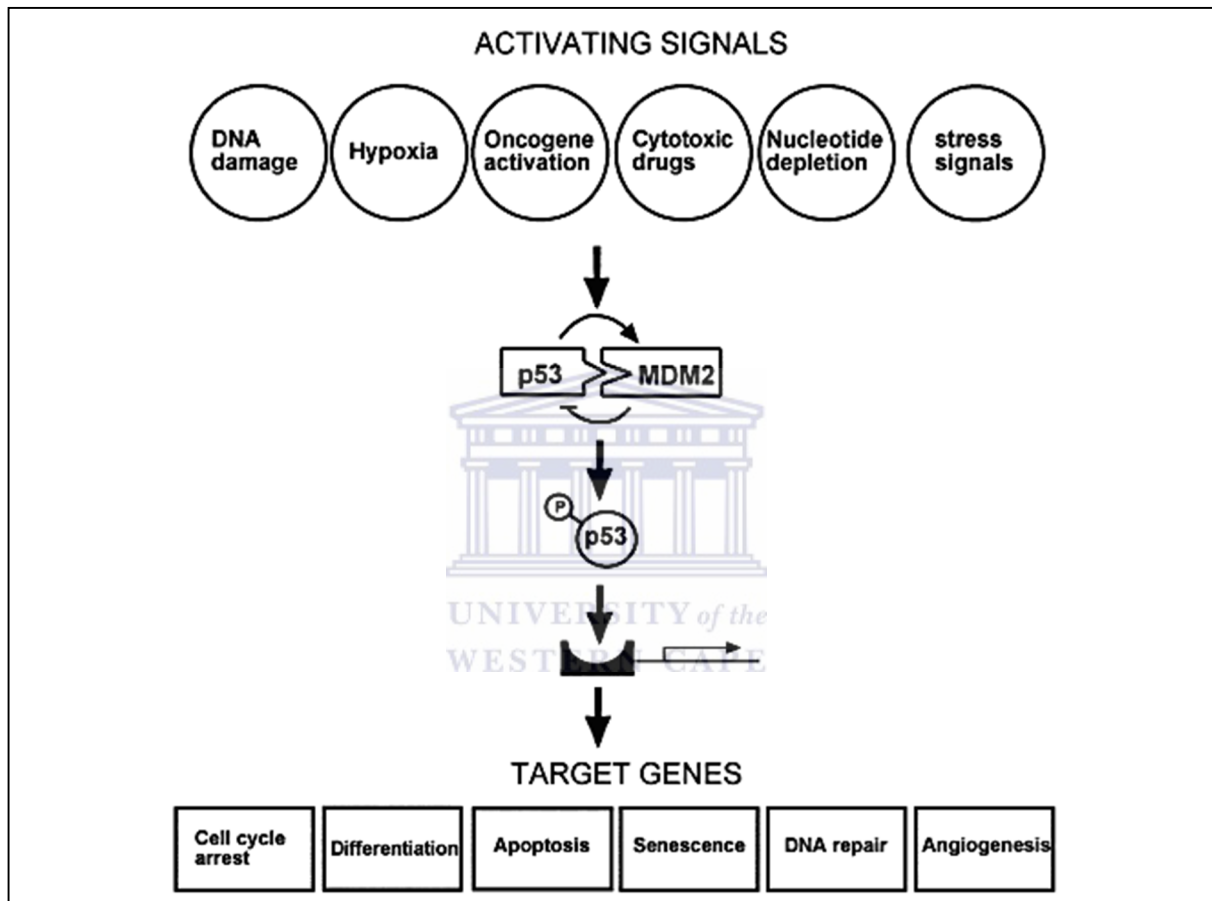 ACTIVATING SIGNALS
DNA
damage
Hypoxia
Oncogene
activation
Cytotoxic
drugs
Nucleotide
depletion
stress
signals
p53
MDM2
P
p53
UNIVERSITY of the
WESTERN CAPE
TARGET GENES
Cell cycle
arrest
Differentiation
Apoptosis
Senescence
DNA repair
Angiogenesis